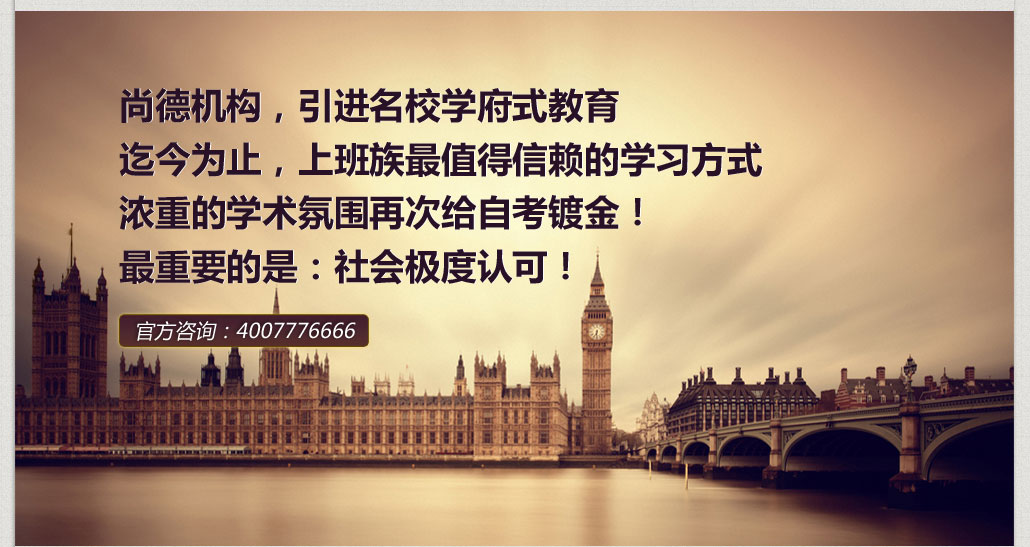 尚德机构，引进名校学府式教育
迄今为止，上班族最值得信赖的学习方式
浓重的学术氛围再次给自考镀金！
最重要的是：社会极度认可！
官方咨询：4007776666